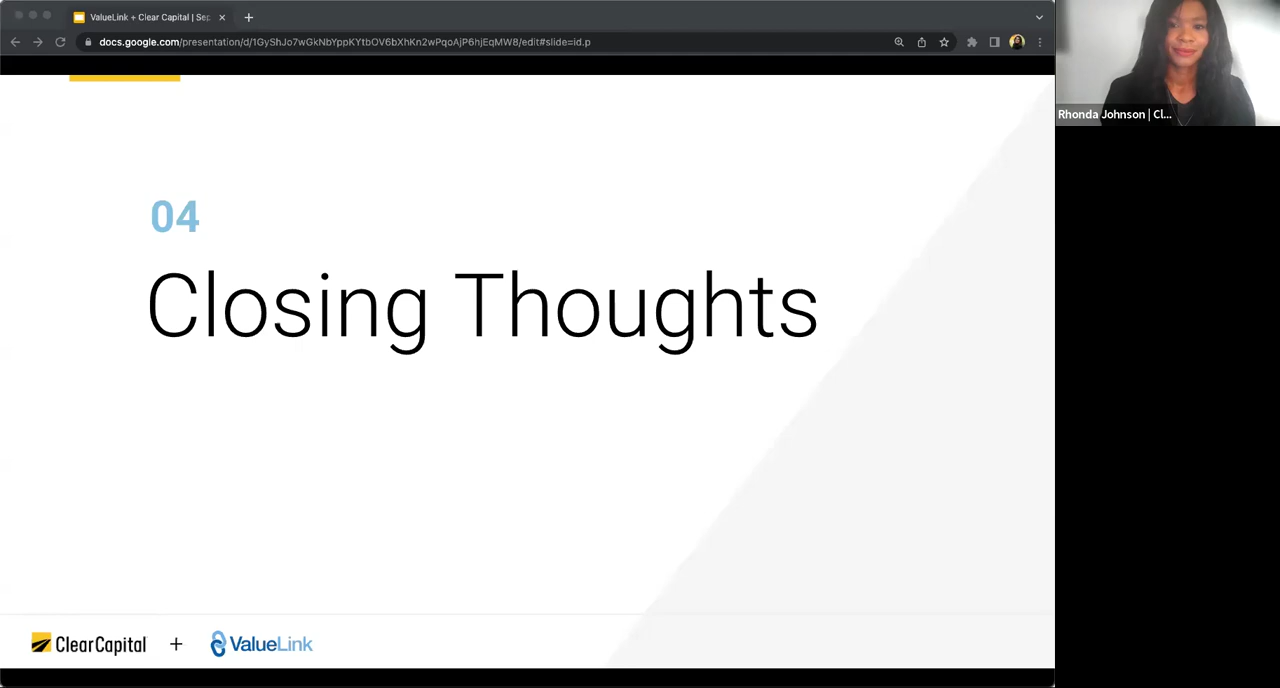 ValueLink + Clear Capital | Sep
docs.google.com/presentation/d/1GyShJo7wGkNbYppKYtbOV6bXhKn2wPqoAjP6hjEqMW8/edit#slide=id.p
Rhonda Johnson | Cl...
04
Closing Thoughts
ClearCapital + ValueLink